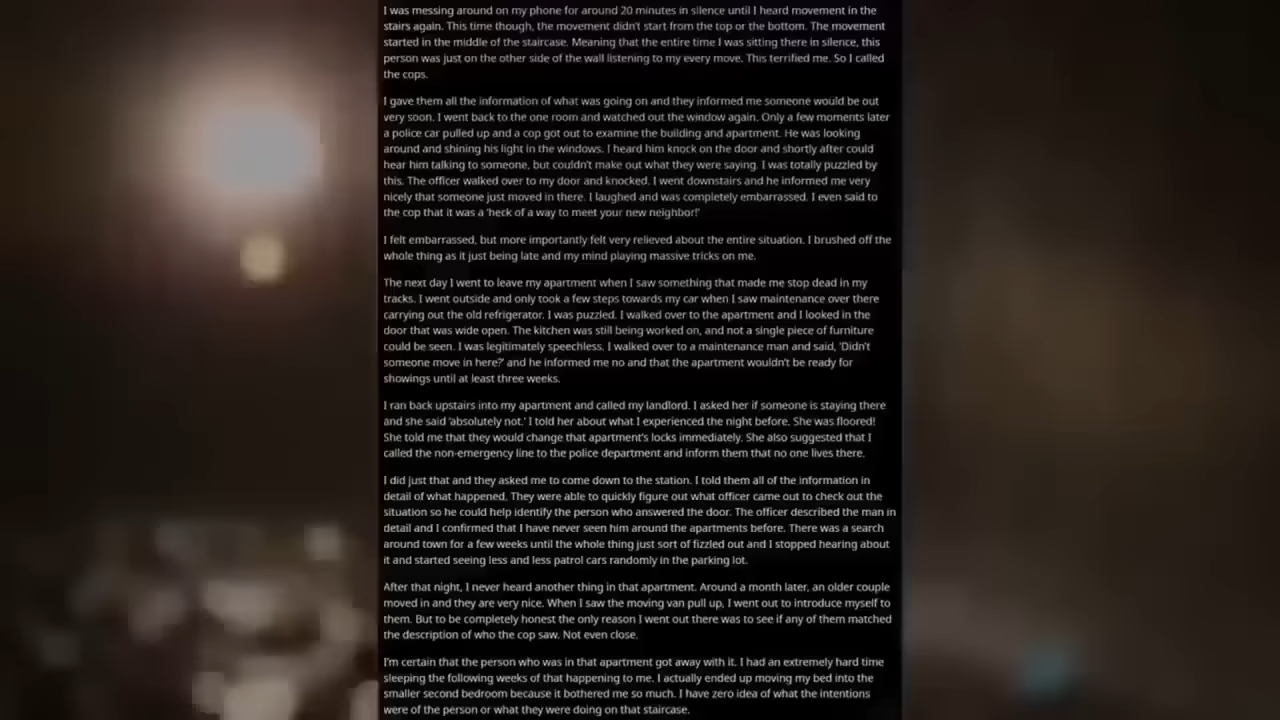 I was messing around on my phone for around 20 minutes in silence until I heard movement in the
stairs again. This time though, the movement didn't start from the top or the bottom. The movement
started in the middle of the staircase. Meaning that the entire time I was sitting there in silence, this
person was just on the other side of the wall listening to my every move. This terrified me. So I called
the cops.
I gave them all the information of what was going on and they informed me someone would be out
very soon. I went back to the one room and watched out the window again. Only a few moments later
a police car pulled up and a cop got out to examine the building and apartment. He was looking
around and shining his light in the windows. I heard him knock on the door and shortly after could
hear him talking to someone, but couldn't make out what they were saying. I was totally puzzled by
this. The officer walked over to my door and knocked. I went downstairs and he informed me very
nicely that someone just moved in there. I laughed and was completely embarrassed. I even said to
the cop that it was a 'heck of a way to meet your new neighbor!'
I felt embarrassed, but more importantly felt very relieved about the entire situation. I brushed off the
whole thing as it just being late and my mind playing massive tricks on me.
The next day I went to leave my apartment when I saw something that made me stop dead in my
tracks. I went outside and only took a few steps towards my car when I saw maintenance over there
carrying out the old refrigerator. I was puzzled. I walked over to the apartment and I looked in the
door that was wide open. The kitchen was still being worked on, and not a single piece of furniture
could be seen. I was legitimately speechless. I walked over to a maintenance man and said, 'Didn't
someone move in here?' and he informed me no and that the apartment wouldn't be ready for
showings until at least three weeks.
I ran back upstairs into my apartment and called my landlord. I asked her if someone is staying there
and she said 'absolutely not.' I told her about what I experienced the night before. She was floored!
She told me that they would change that apartment's locks immediately. She also suggested that I
called the non-emergency line to the police department and inform them that no one lives there.
I did just that and they asked me to come down to the station. I told them all of the information in
detail of what happened. They were able to quickly figure out what officer came out to check out the
situation so he could help identify the person who answered the door. The officer described the man in
detail and I confirmed that I have never seen him around the apartments before. There was a search
around town for a few weeks until the whole thing just sort of fizzled out and I stopped hearing about
it and started seeing less and less patrol cars randomly in the parking lot.
After that night, I never heard another thing in that apartment. Around a month later, an older couple
moved in and they are very nice. When I saw the moving van pull up, I went out to introduce myself to
them. But to be completely honest the only reason I went out there was to see if any of them matched
the description of who the cop saw. Not even close.
I'm certain that the person who was in that apartment got away with it. I had an extremely hard time
sleeping the following weeks of that happening to me. I actually ended up moving my bed into the
smaller second bedroom because it bothered me so much. I have zero idea of what the intentions
were of the person or what they were doing on that staircase.